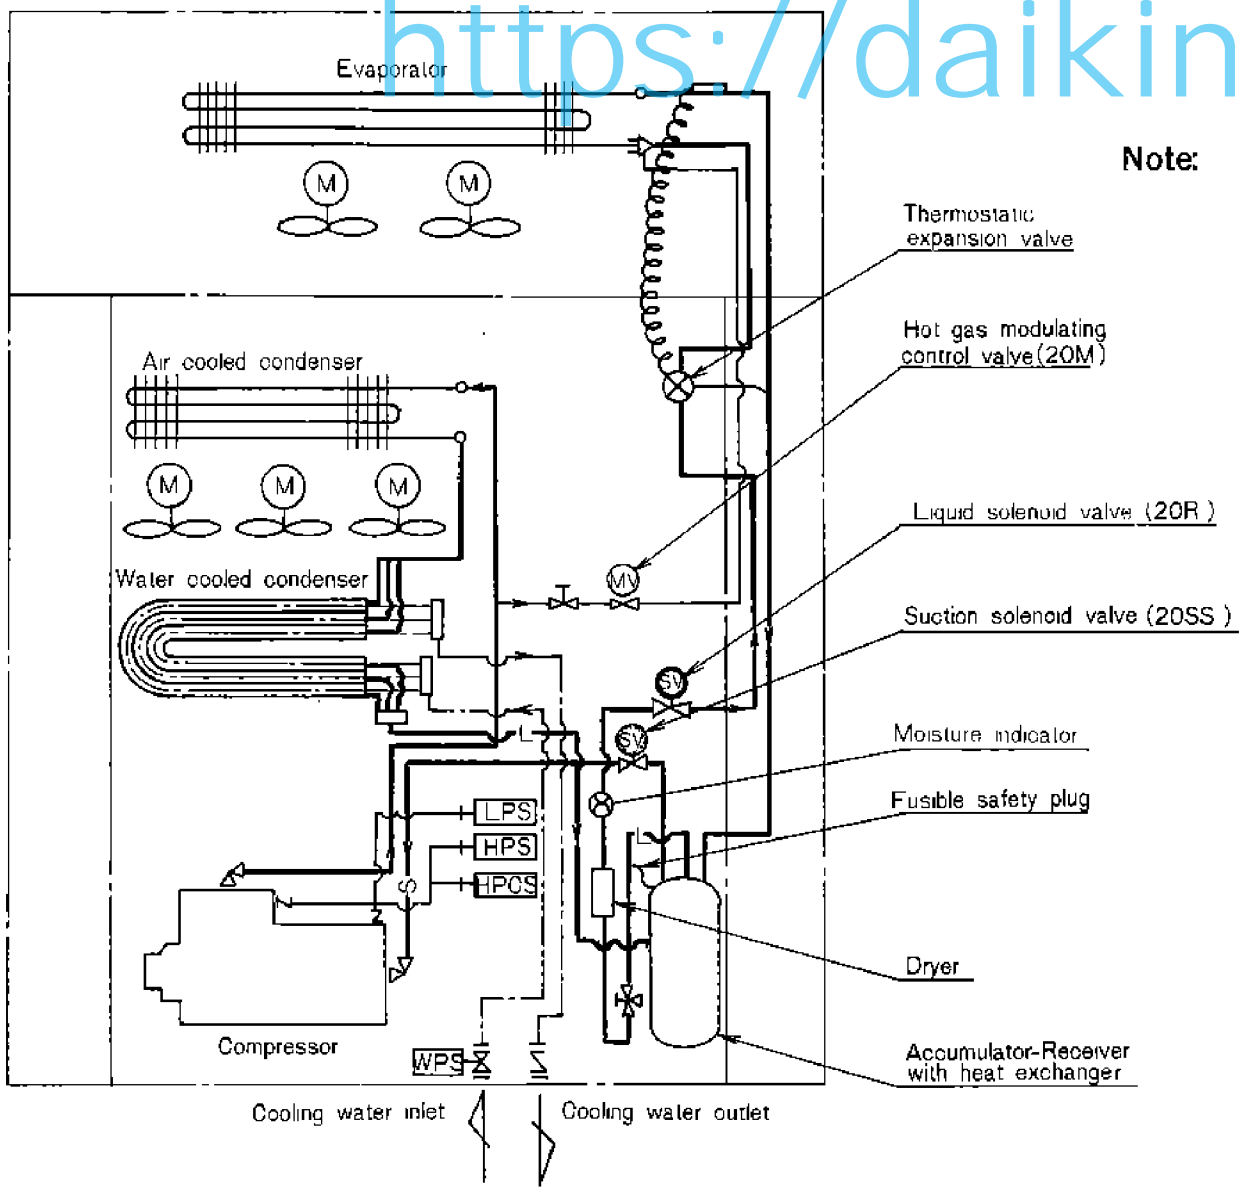 https://daikin
Evaporator
Note:
M
M
Thermostatic
expansion valve
Hot gas modulating
control valve (20M)
Air cooled condenser
M
M
M
Liquid solenoid valve (20R)
Water cooled condenser
MV
Suction solenoid valve (20SS)
SV
L
SV
Moisture indicator
LPS
Fusible safety plug
L
HPS
HPCS
S
Dryer
Compressor
WPS
Accumulator-Receiver
with heat exchanger
Cooling water inlet
Cooling water outlet